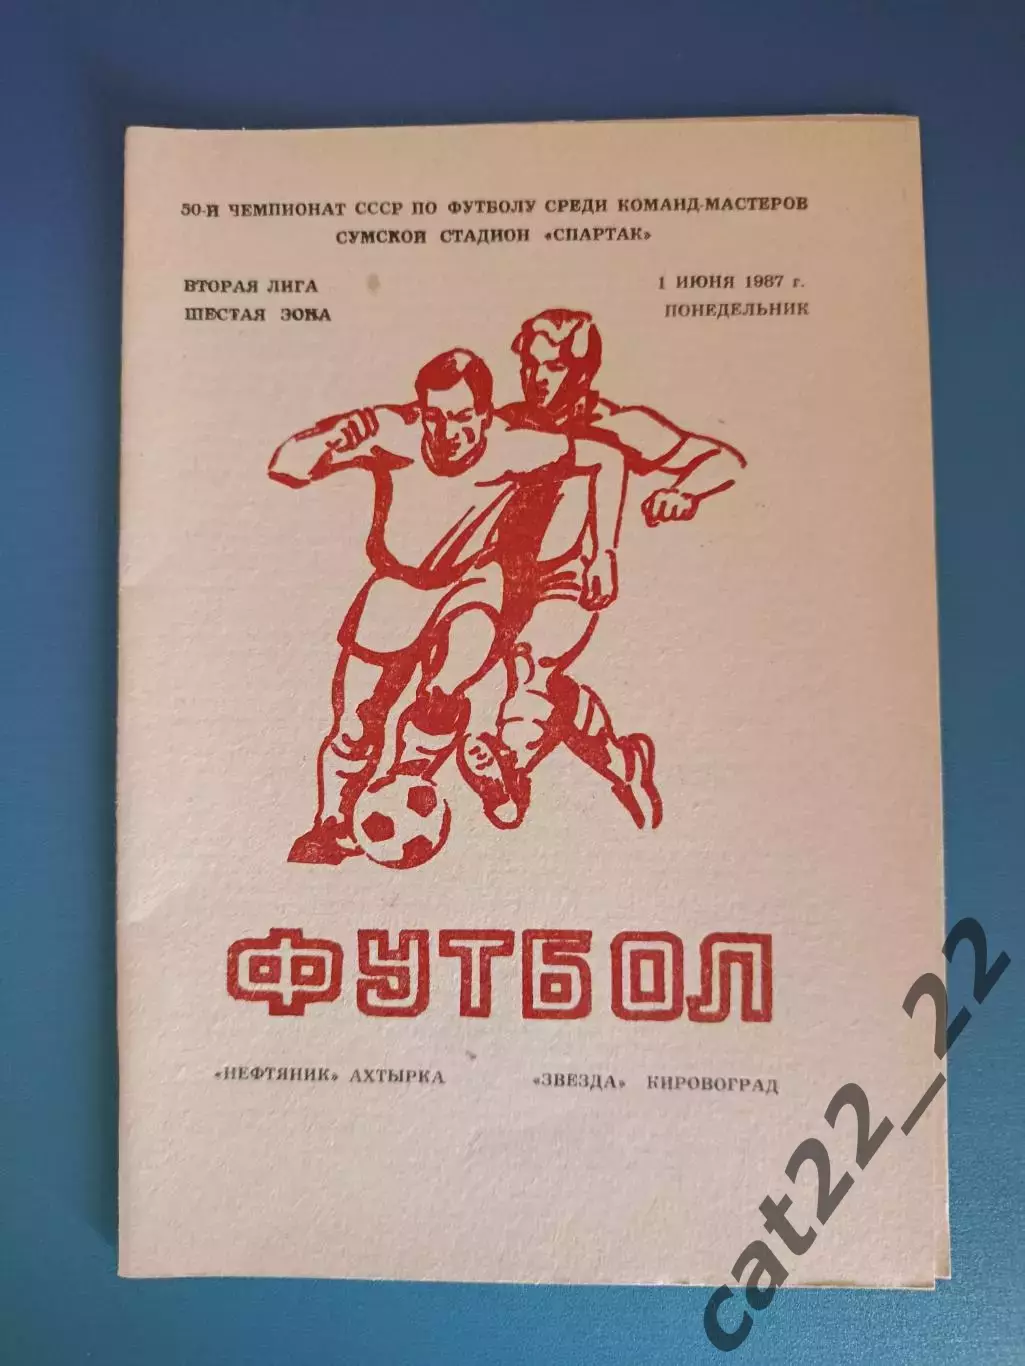 50-Й ЧЕМПИОНАТ СССР ПО ФУТБОЛУ СРЕДИ КОМАНД-МАСТЕРОВ
СУМСКОЙ СТАДИОН «СПАРТАК»
ВТОРАЯ ЛИГА
ШЕСТАЯ ЗОНА
1 ИЮНЯ 1987 г.
ПОНЕДЕЛЬНИК
ФУТБОЛ
«НЕФТЯНИК» АХТЫРКА
«ЗВЕЗДА» КИРОВОГРАД
cat22_22